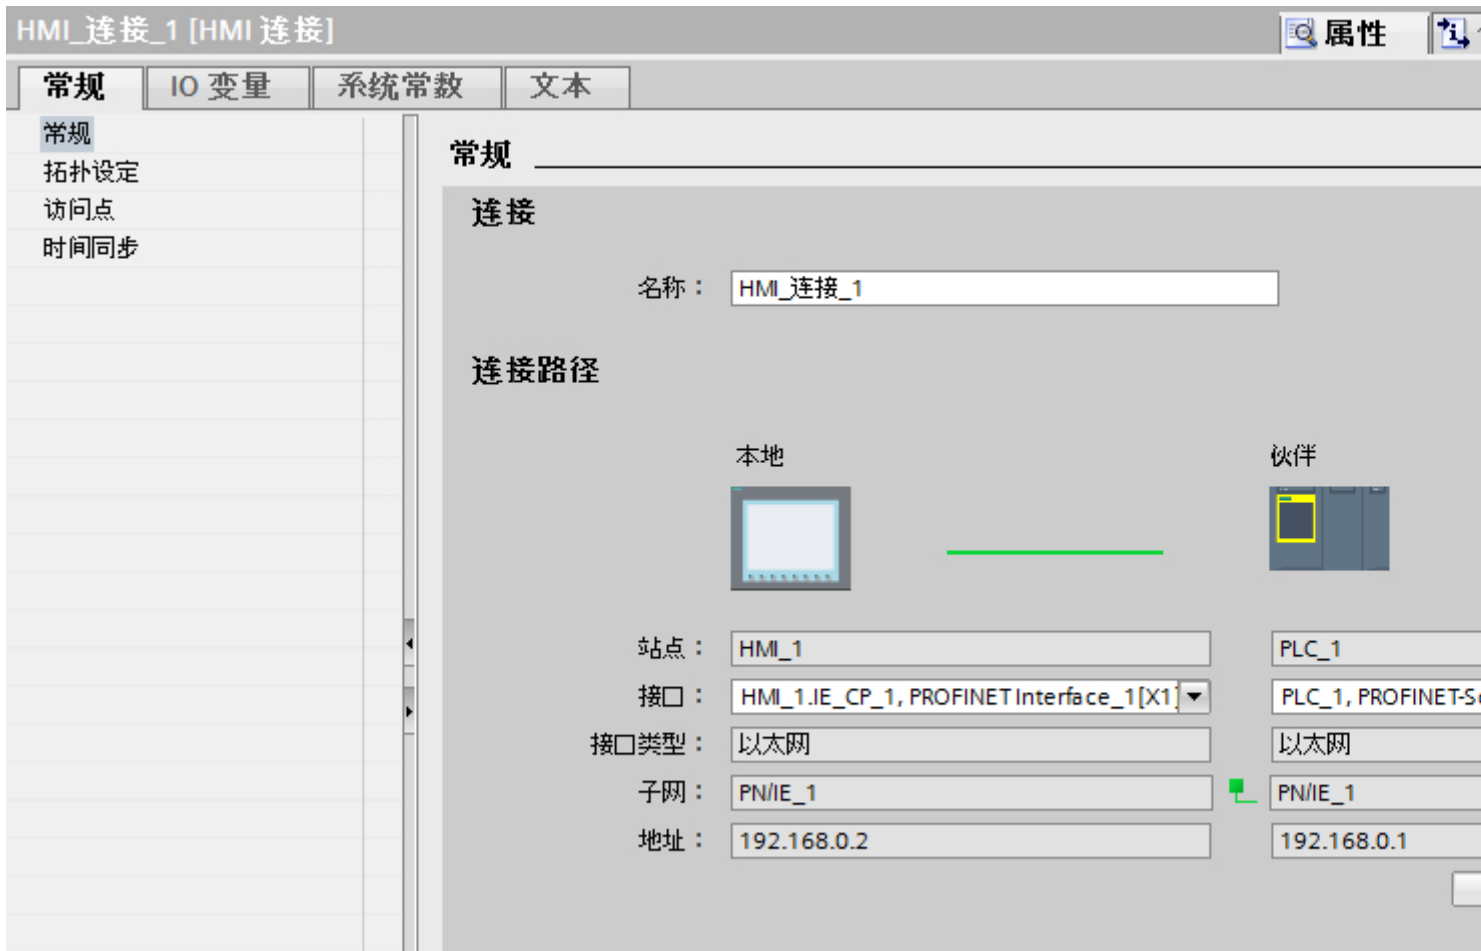 HMI_连接_1 [HMI 连接]
属性
常规 IO 变量 系统常数 文本
常规
拓扑设定
访问点
时间同步
常规
连接
名称： HMI_连接_1
连接路径
本地 伙伴
站点： HMI_1 PLC_1
接口： HMI_1.IE_CP_1, PROFINET Interface_1[X1] PLC_1, PROFINET-S
接口类型： 以太网 以太网
子网： PN/IE_1 PN/IE_1
地址： 192.168.0.2 192.168.0.1